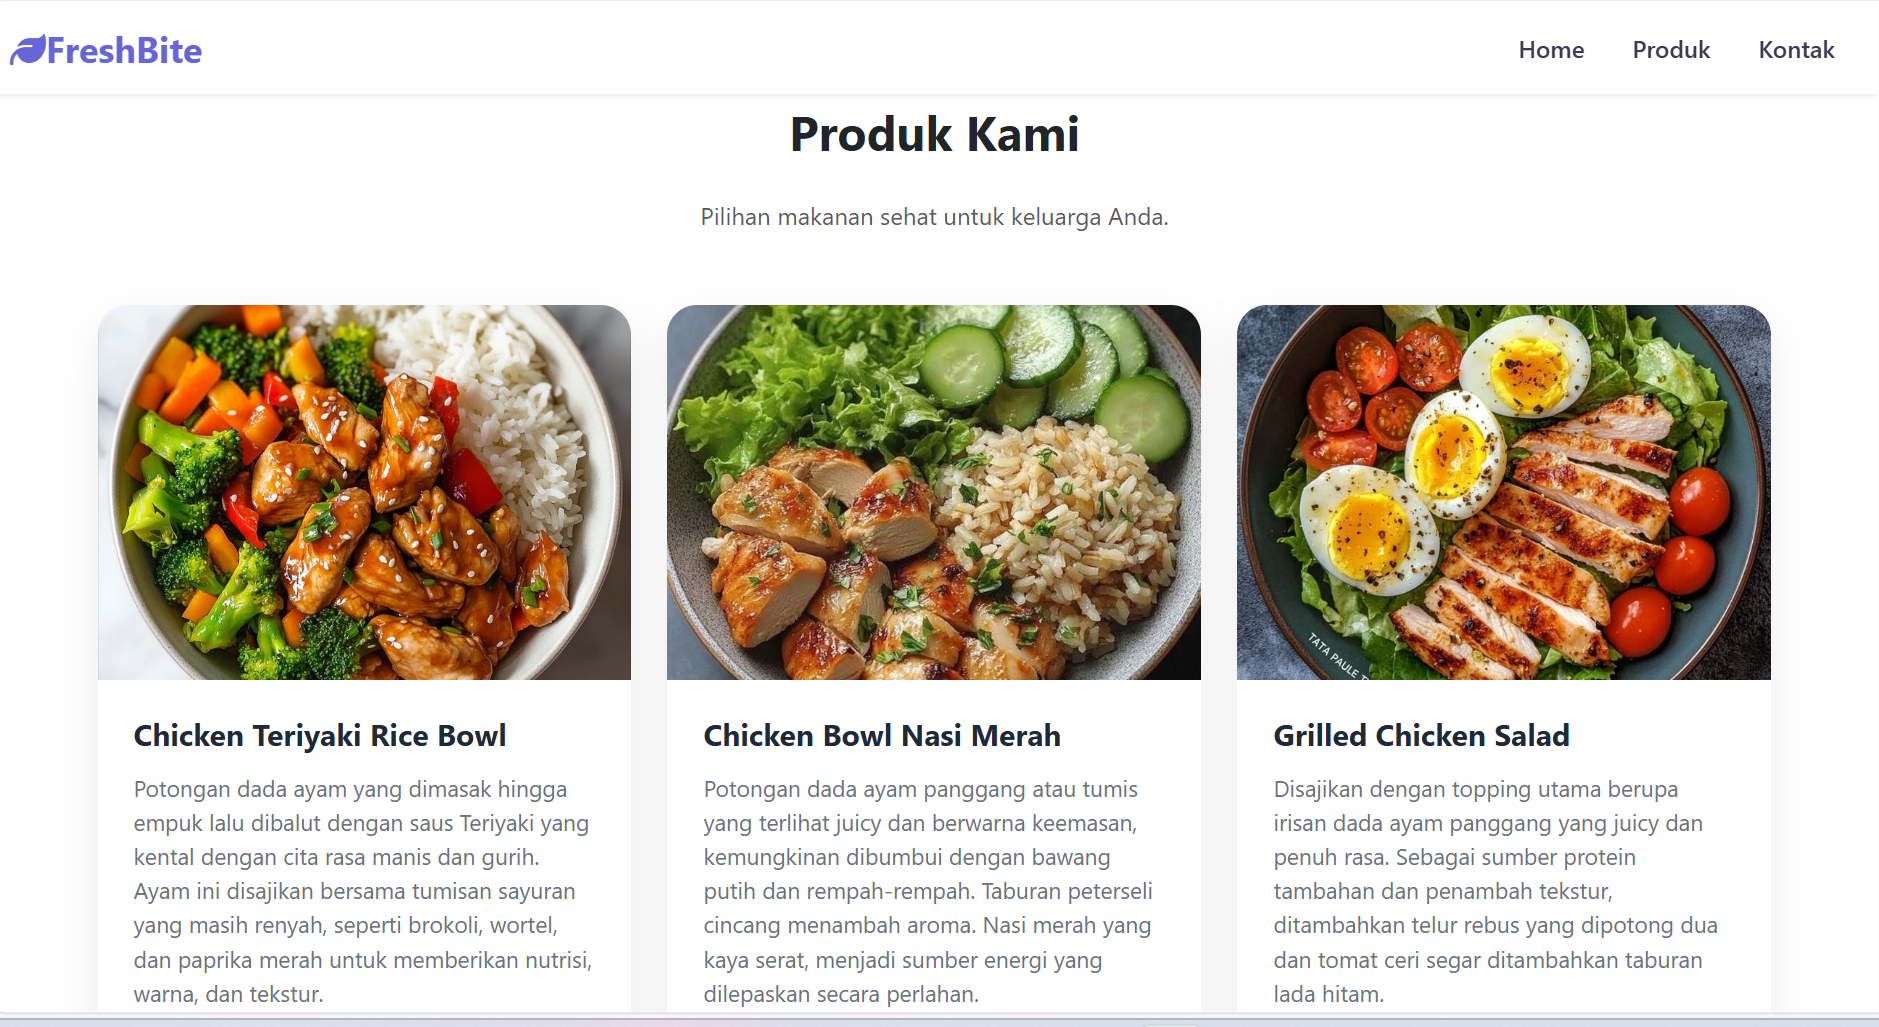 FreshBite
Home Produk Kontak
Produk Kami
Pilihan makanan sehat untuk keluarga Anda.
TATA PAULE
Chicken Teriyaki Rice Bowl
Potongan dada ayam yang dimasak hingga
empuk lalu dibalut dengan saus Teriyaki yang
kental dengan cita rasa manis dan gurih.
Ayam ini disajikan bersama tumisan sayuran
yang masih renyah, seperti brokoli, wortel,
dan paprika merah untuk memberikan nutrisi,
warna, dan tekstur.
Chicken Bowl Nasi Merah
Potongan dada ayam panggang atau tumis
yang terlihat juicy dan berwarna keemasan,
kemungkinan dibumbui dengan bawang
putih dan rempah-rempah. Taburan peterseli
cincang menambah aroma. Nasi merah yang
kaya serat, menjadi sumber energi yang
dilepaskan secara perlahan.
Grilled Chicken Salad
Disajikan dengan topping utama berupa
irisan dada ayam panggang yang juicy dan
penuh rasa. Sebagai sumber protein
tambahan dan penambah tekstur,
ditambahkan telur rebus yang dipotong dua
dan tomat ceri segar ditambahkan taburan
lada hitam.